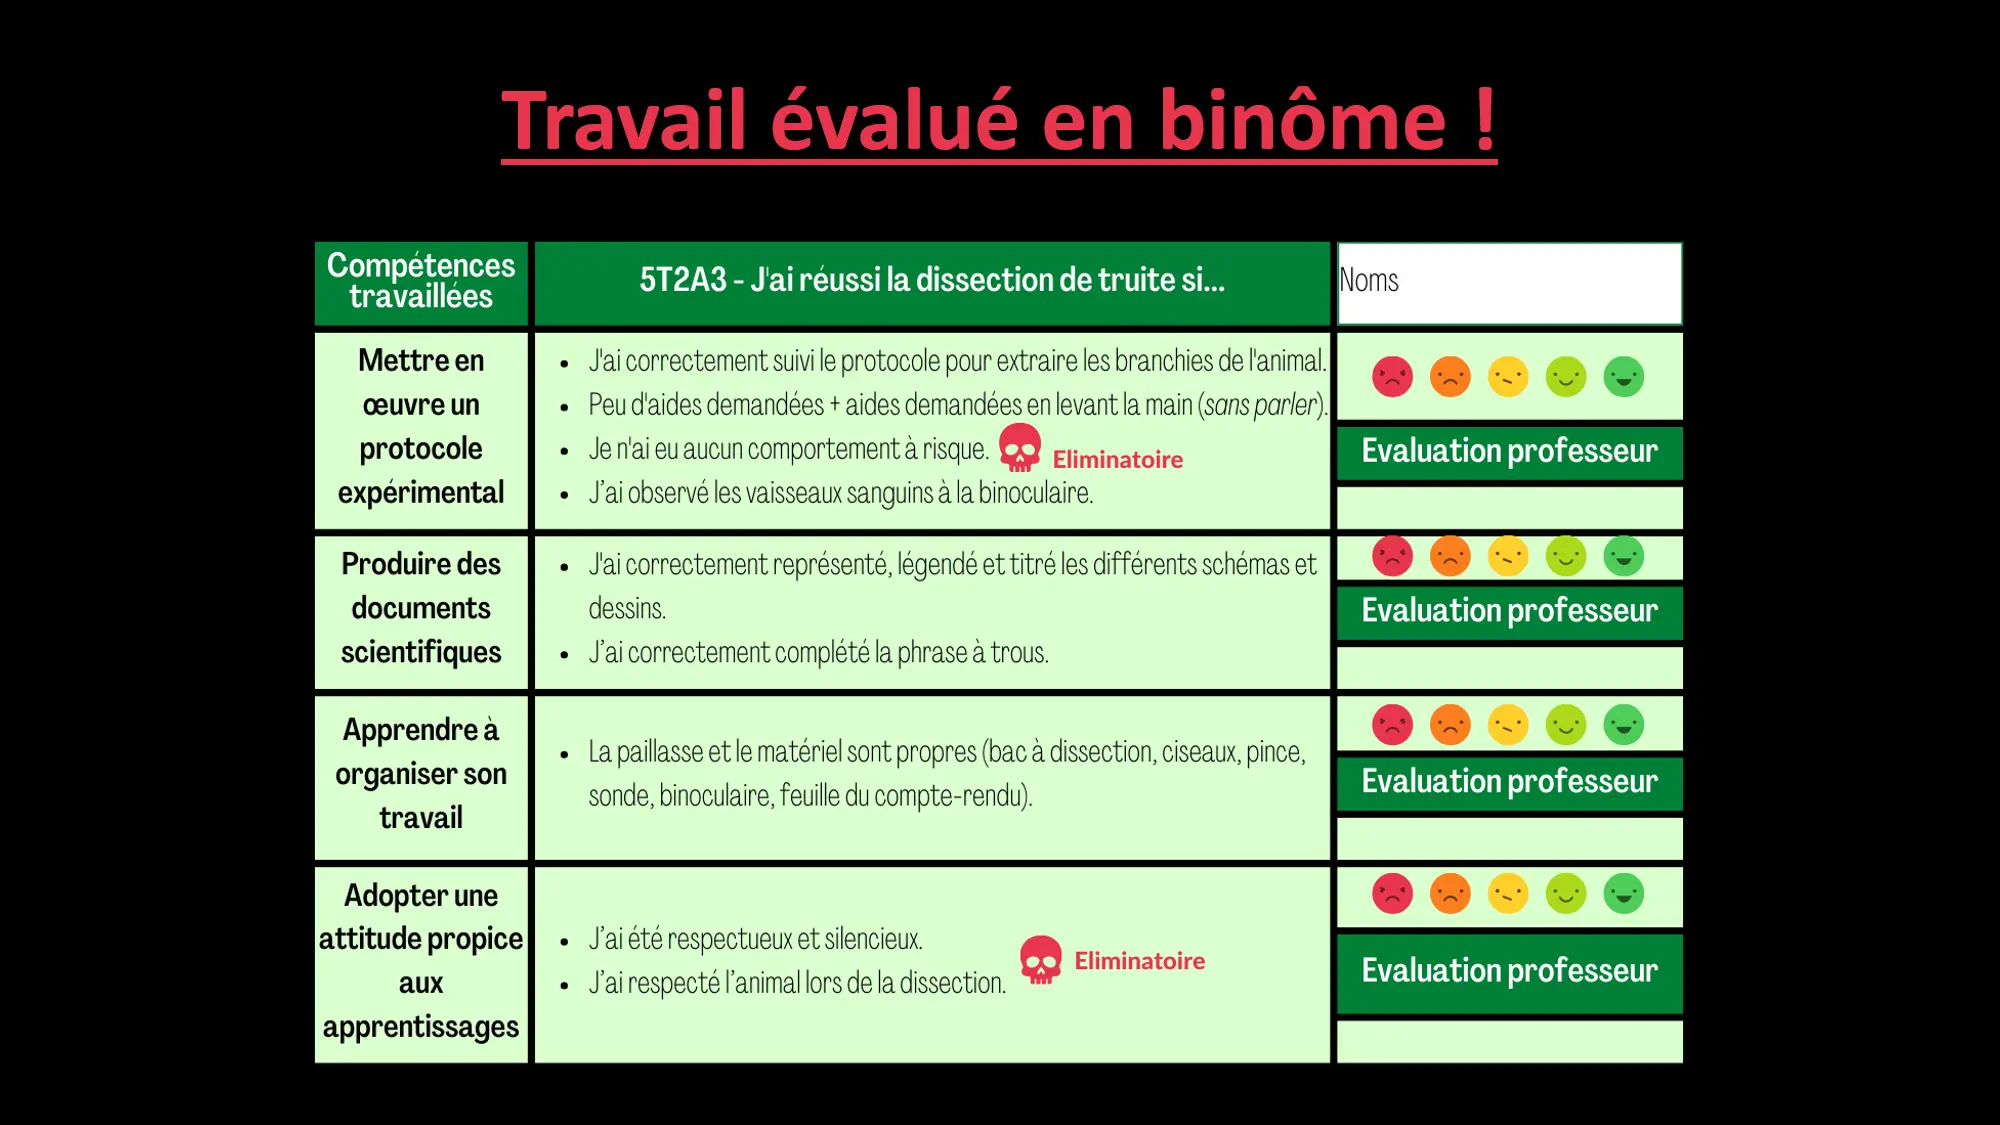 Travail évalué en binôme !
Compétences
travaillées
5T2A3 - J'ai réussi la dissection de truite si...
Noms
Mettre en
œuvre un
protocole
expérimental
J'ai correctement suivi le protocole pour extraire les branchies de l'animal.
Peu d'aides demandées + aides demandées en levant la main (sans parler).
Je n'ai eu aucun comportement à risque.
Eliminatoire
J’ai observé les vaisseaux sanguins à la binoculaire.
Evaluation professeur
Produire des
documents
scientifiques
J'ai correctement représenté, légendé et titré les différents schémas et
dessins.
J’ai correctement complété la phrase à trous.
Evaluation professeur
Apprendre à
organiser son
travail
La paillasse et le matériel sont propres (bac à dissection, ciseaux, pince,
sonde, binoculaire, feuille du compte-rendu).
Evaluation professeur
Adopter une
attitude propice
aux
apprentissages
J’ai été respectueux et silencieux.
J’ai respecté l’animal lors de la dissection.
Eliminatoire
Evaluation professeur